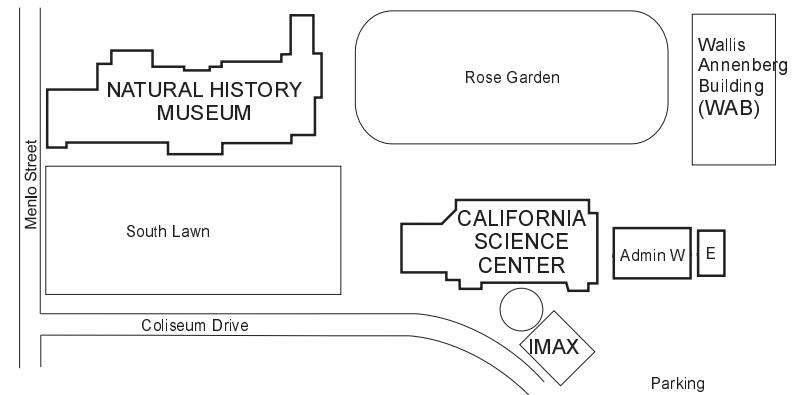 NATURAL HISTORY
MUSEUM
Rose Garden
Wallis
Annenberg
Building
(WAB)
Menlo Street
South Lawn
CALIFORNIA
SCIENCE
CENTER
Admin W
E
Coliseum Drive
IMAX
Parking